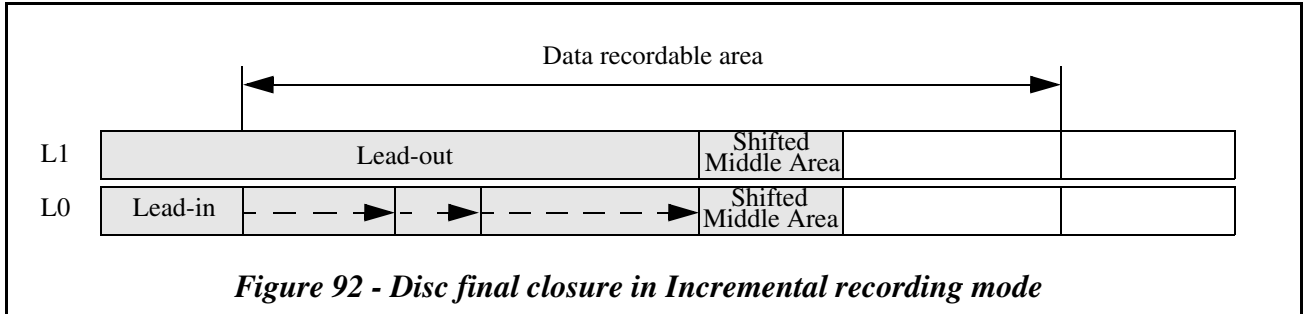 Data recordable area
L1
Lead-out
Shifted
Middle Area
L0
Lead-in
Shifted
Middle Area
Figure 92 - Disc final closure in Incremental recording mode